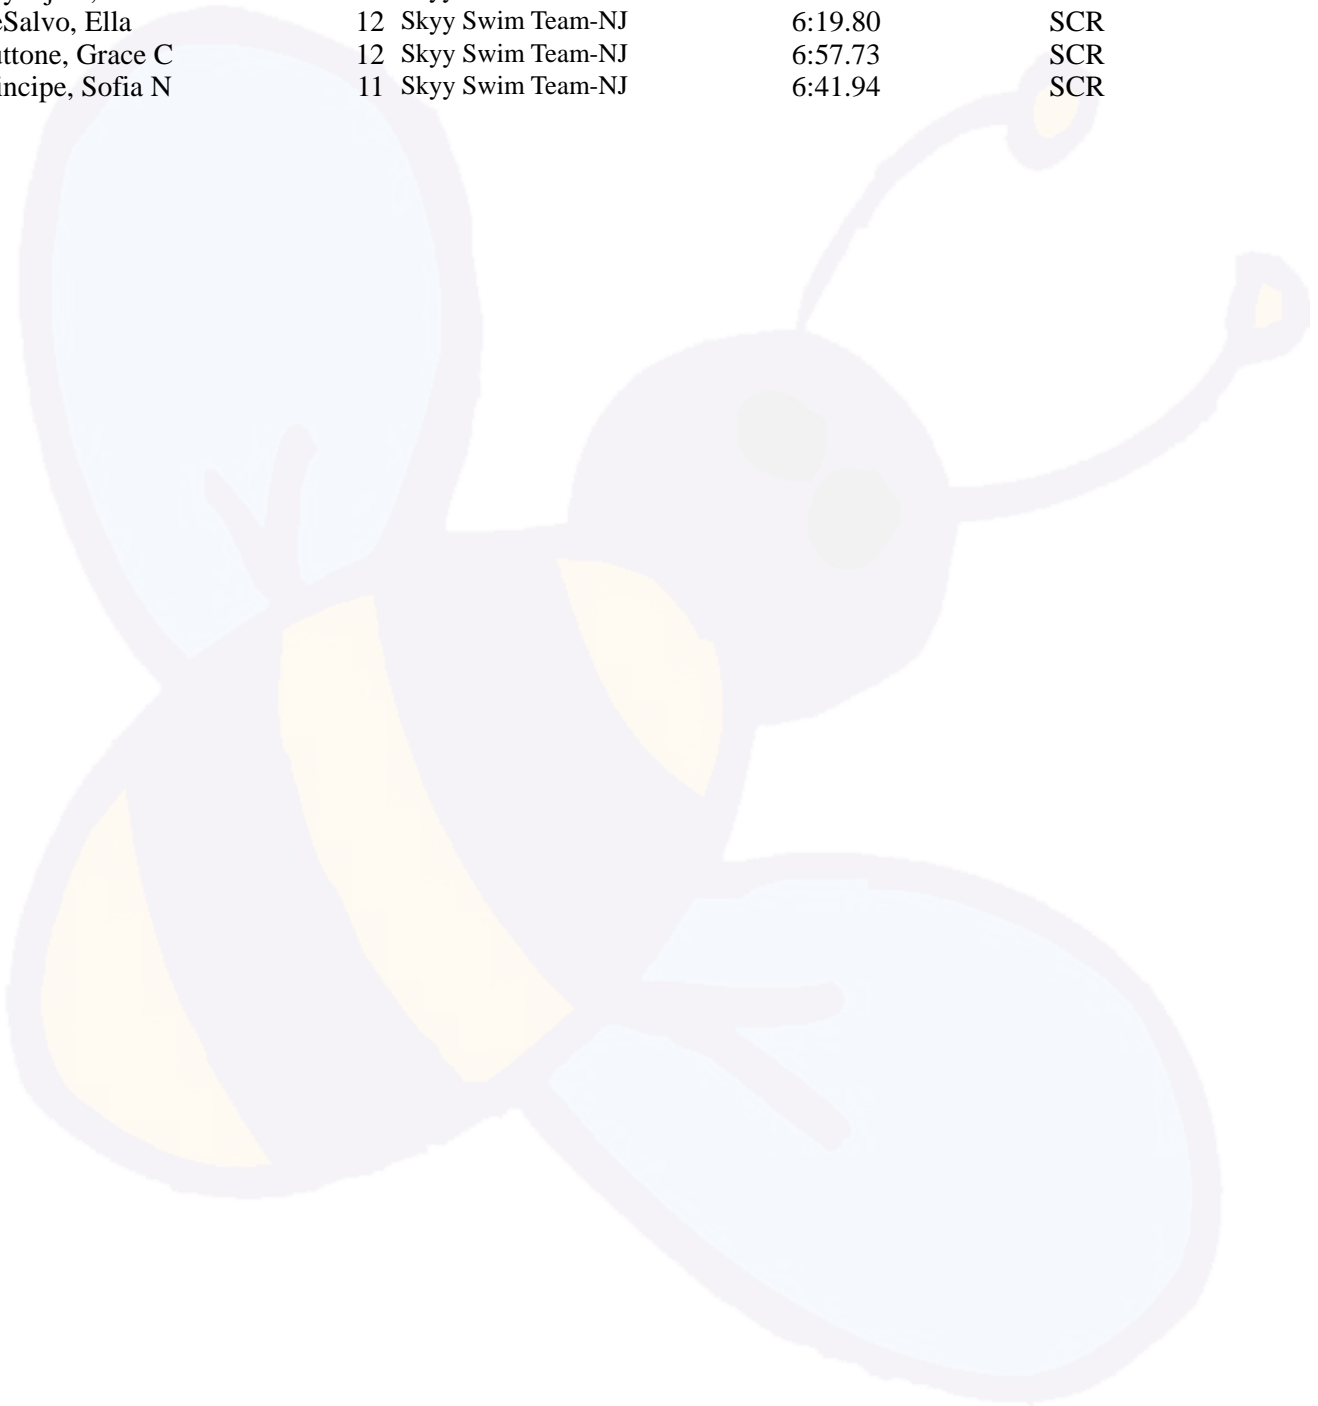 eSalvo, Ella 12 Skyy Swim Team-NJ 6:19.80 SCR
uttone, Grace C 12 Skyy Swim Team-NJ 6:57.73 SCR
incipe, Sofia N 11 Skyy Swim Team-NJ 6:41.94 SCR